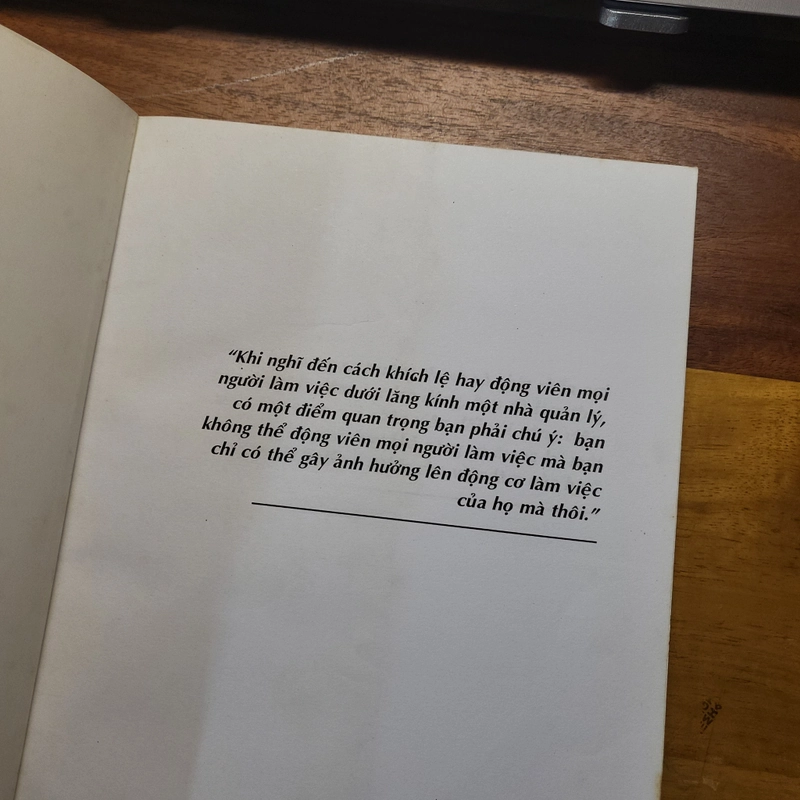 “Khi nghĩ đến cách khích lệ hay động viên mọi
người làm việc dưới lăng kính một nhà quản lý,
có một điểm quan trọng bạn phải chú ý: bạn
không thể động viên mọi người làm việc mà bạn
chỉ có thể gây ảnh hưởng lên động cơ làm việc
của họ mà thôi.”